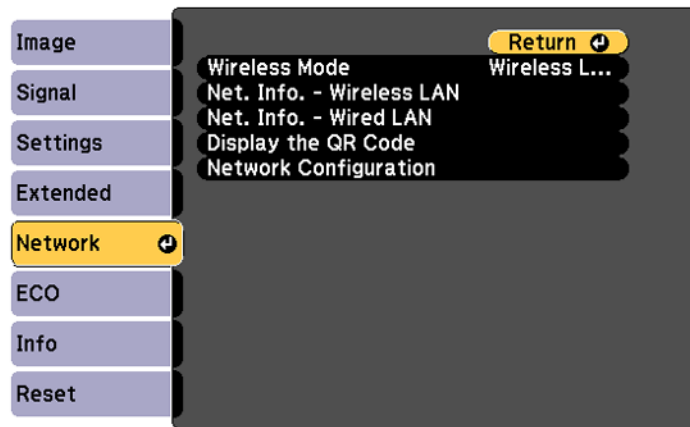 Image
Signal
Settings
Extended
Network
ECO
Info
Reset
Return
Wireless Mode Wireless L...
Net. Info. - Wireless LAN
Net. Info. - Wired LAN
Display the QR Code
Network Configuration